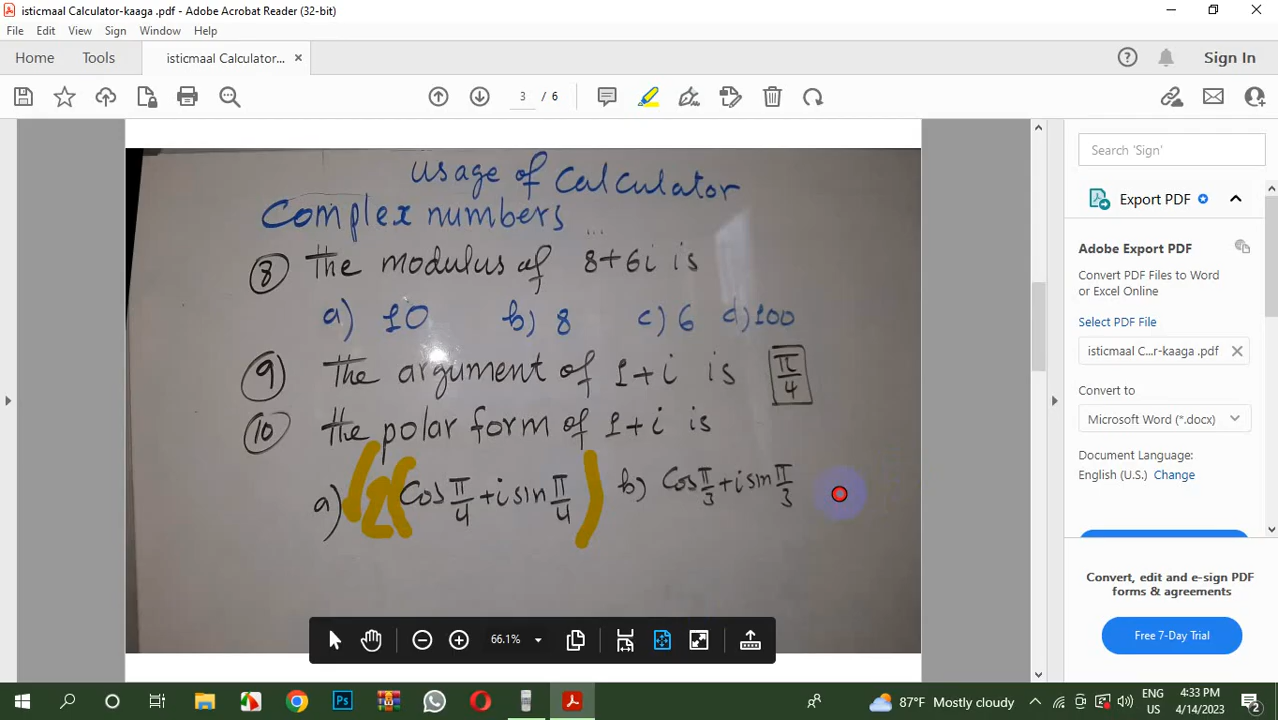 isticmaal Calculator-kaaga .pdf - Adobe Acrobat Reader (32-bit)
File Edit View Sign Window Help
Home Tools isticmaal Calculator... × Sign In
3 / 6
usage of Calculator
Complex numbers
⑧ The modulus of 8+6i is
a) 10 b) 8 c) 6 d) 100
⑨ The argument of 1+i is π/4
⑩ the polar form of 1+i is
a) ( Cos π/4 + i sin π/4 ) b) Cos π/3 + i sin π/3
66.1%
Search 'Sign'
Export PDF
Adobe Export PDF
Convert PDF Files to Word
or Excel Online
Select PDF File
isticmaal C...r-kaaga .pdf ×
Convert to
Microsoft Word (*.docx)
Document Language:
English (U.S.) Change
Convert, edit and e-sign PDF
forms & agreements
Free 7-Day Trial
87°F Mostly cloudy
ENG
US
4:33 PM
4/14/2023
2